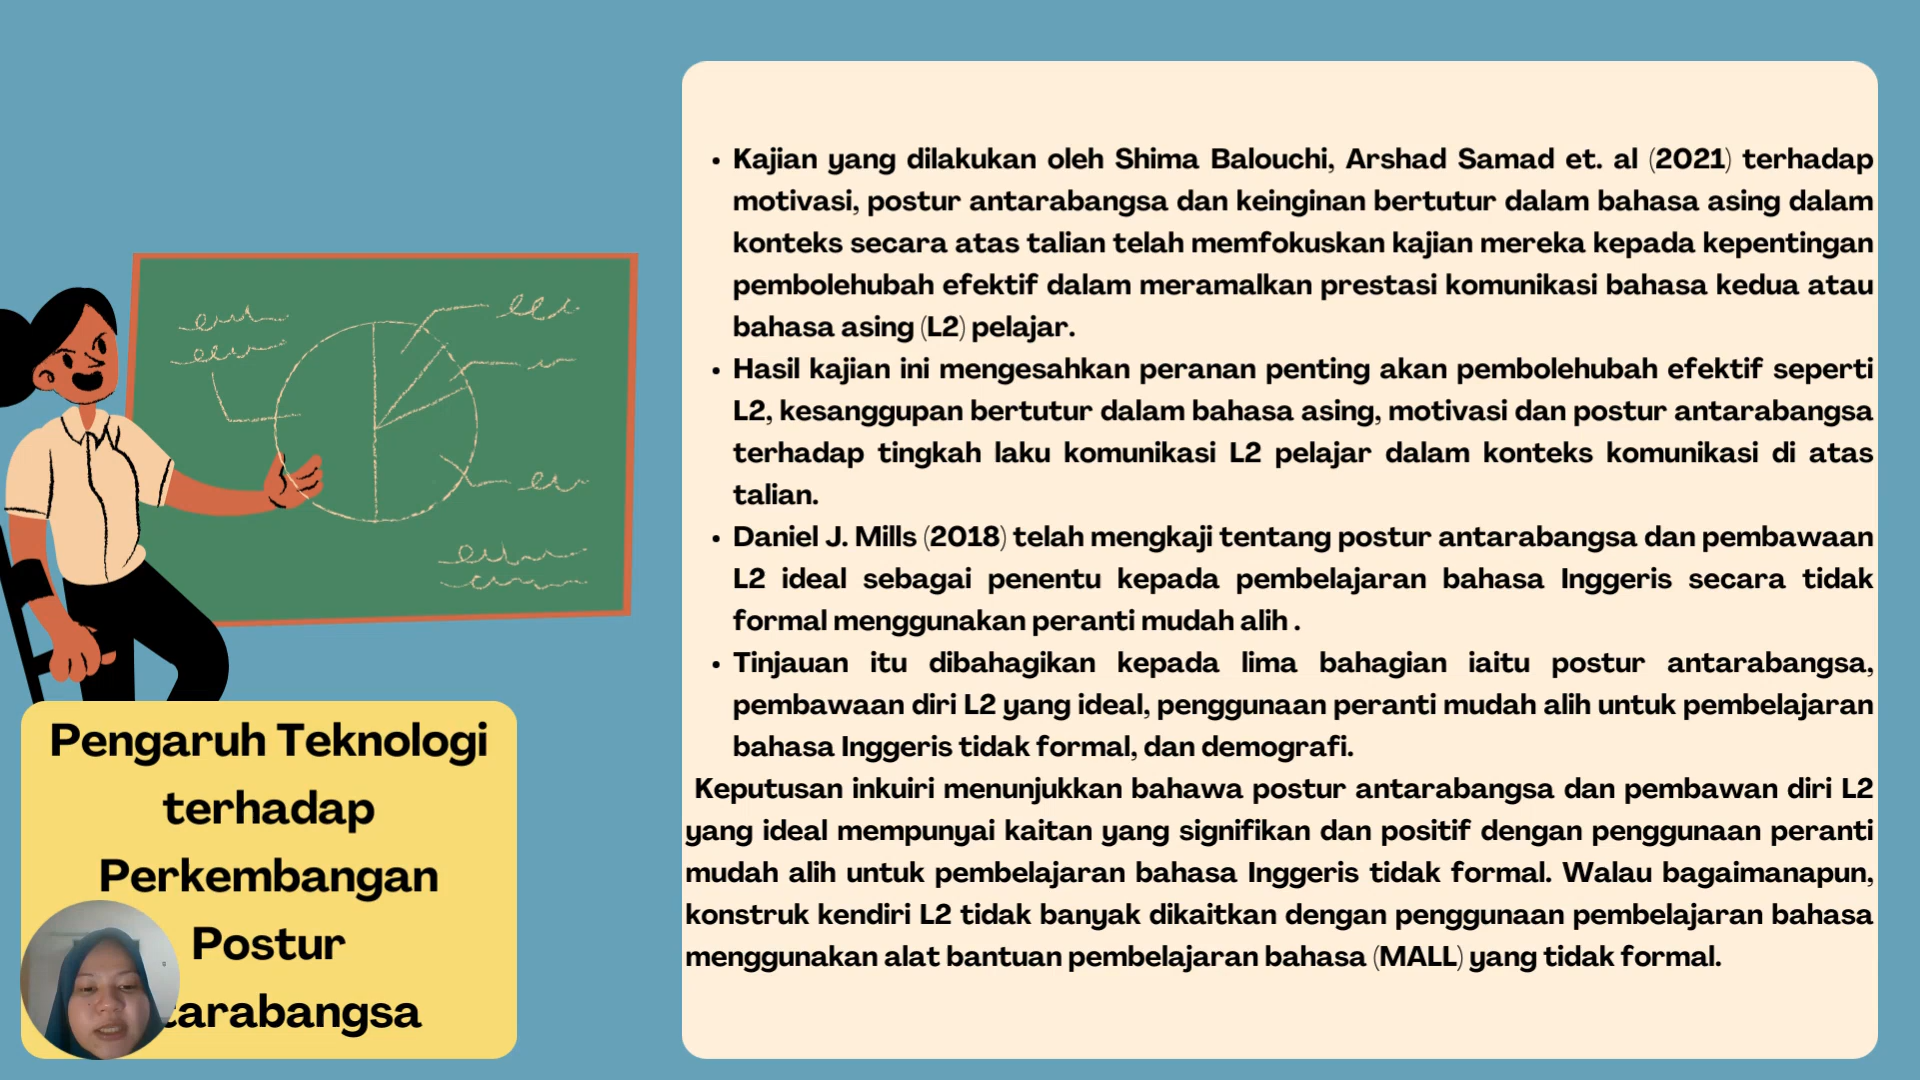 Kajian yang dilakukan oleh Shima Balouchi, Arshad Samad et. al (2021) terhadap
motivasi, postur antarabangsa dan keinginan bertutur dalam bahasa asing dalam
konteks secara atas talian telah memfokuskan kajian mereka kepada kepentingan
pembolehubah efektif dalam meramalkan prestasi komunikasi bahasa kedua atau
bahasa asing (L2) pelajar.
Hasil kajian ini mengesahkan peranan penting akan pembolehubah efektif seperti
L2, kesanggupan bertutur dalam bahasa asing, motivasi dan postur antarabangsa
terhadap tingkah laku komunikasi L2 pelajar dalam konteks komunikasi di atas
talian.
Daniel J. Mills (2018) telah mengkaji tentang postur antarabangsa dan pembawaan
L2 ideal sebagai penentu kepada pembelajaran bahasa Inggeris secara tidak
formal menggunakan peranti mudah alih .
Tinjauan itu dibahagikan kepada lima bahagian iaitu postur antarabangsa,
pembawaan diri L2 yang ideal, penggunaan peranti mudah alih untuk pembelajaran
bahasa Inggeris tidak formal, dan demografi.
Keputusan inkuiri menunjukkan bahawa postur antarabangsa dan pembawan diri L2
yang ideal mempunyai kaitan yang signifikan dan positif dengan penggunaan peranti
mudah alih untuk pembelajaran bahasa Inggeris tidak formal. Walau bagaimanapun,
konstruk kendiri L2 tidak banyak dikaitkan dengan penggunaan pembelajaran bahasa
menggunakan alat bantuan pembelajaran bahasa (MALL) yang tidak formal.
Pengaruh Teknologi
terhadap
Perkembangan
Postur
tarabangsa